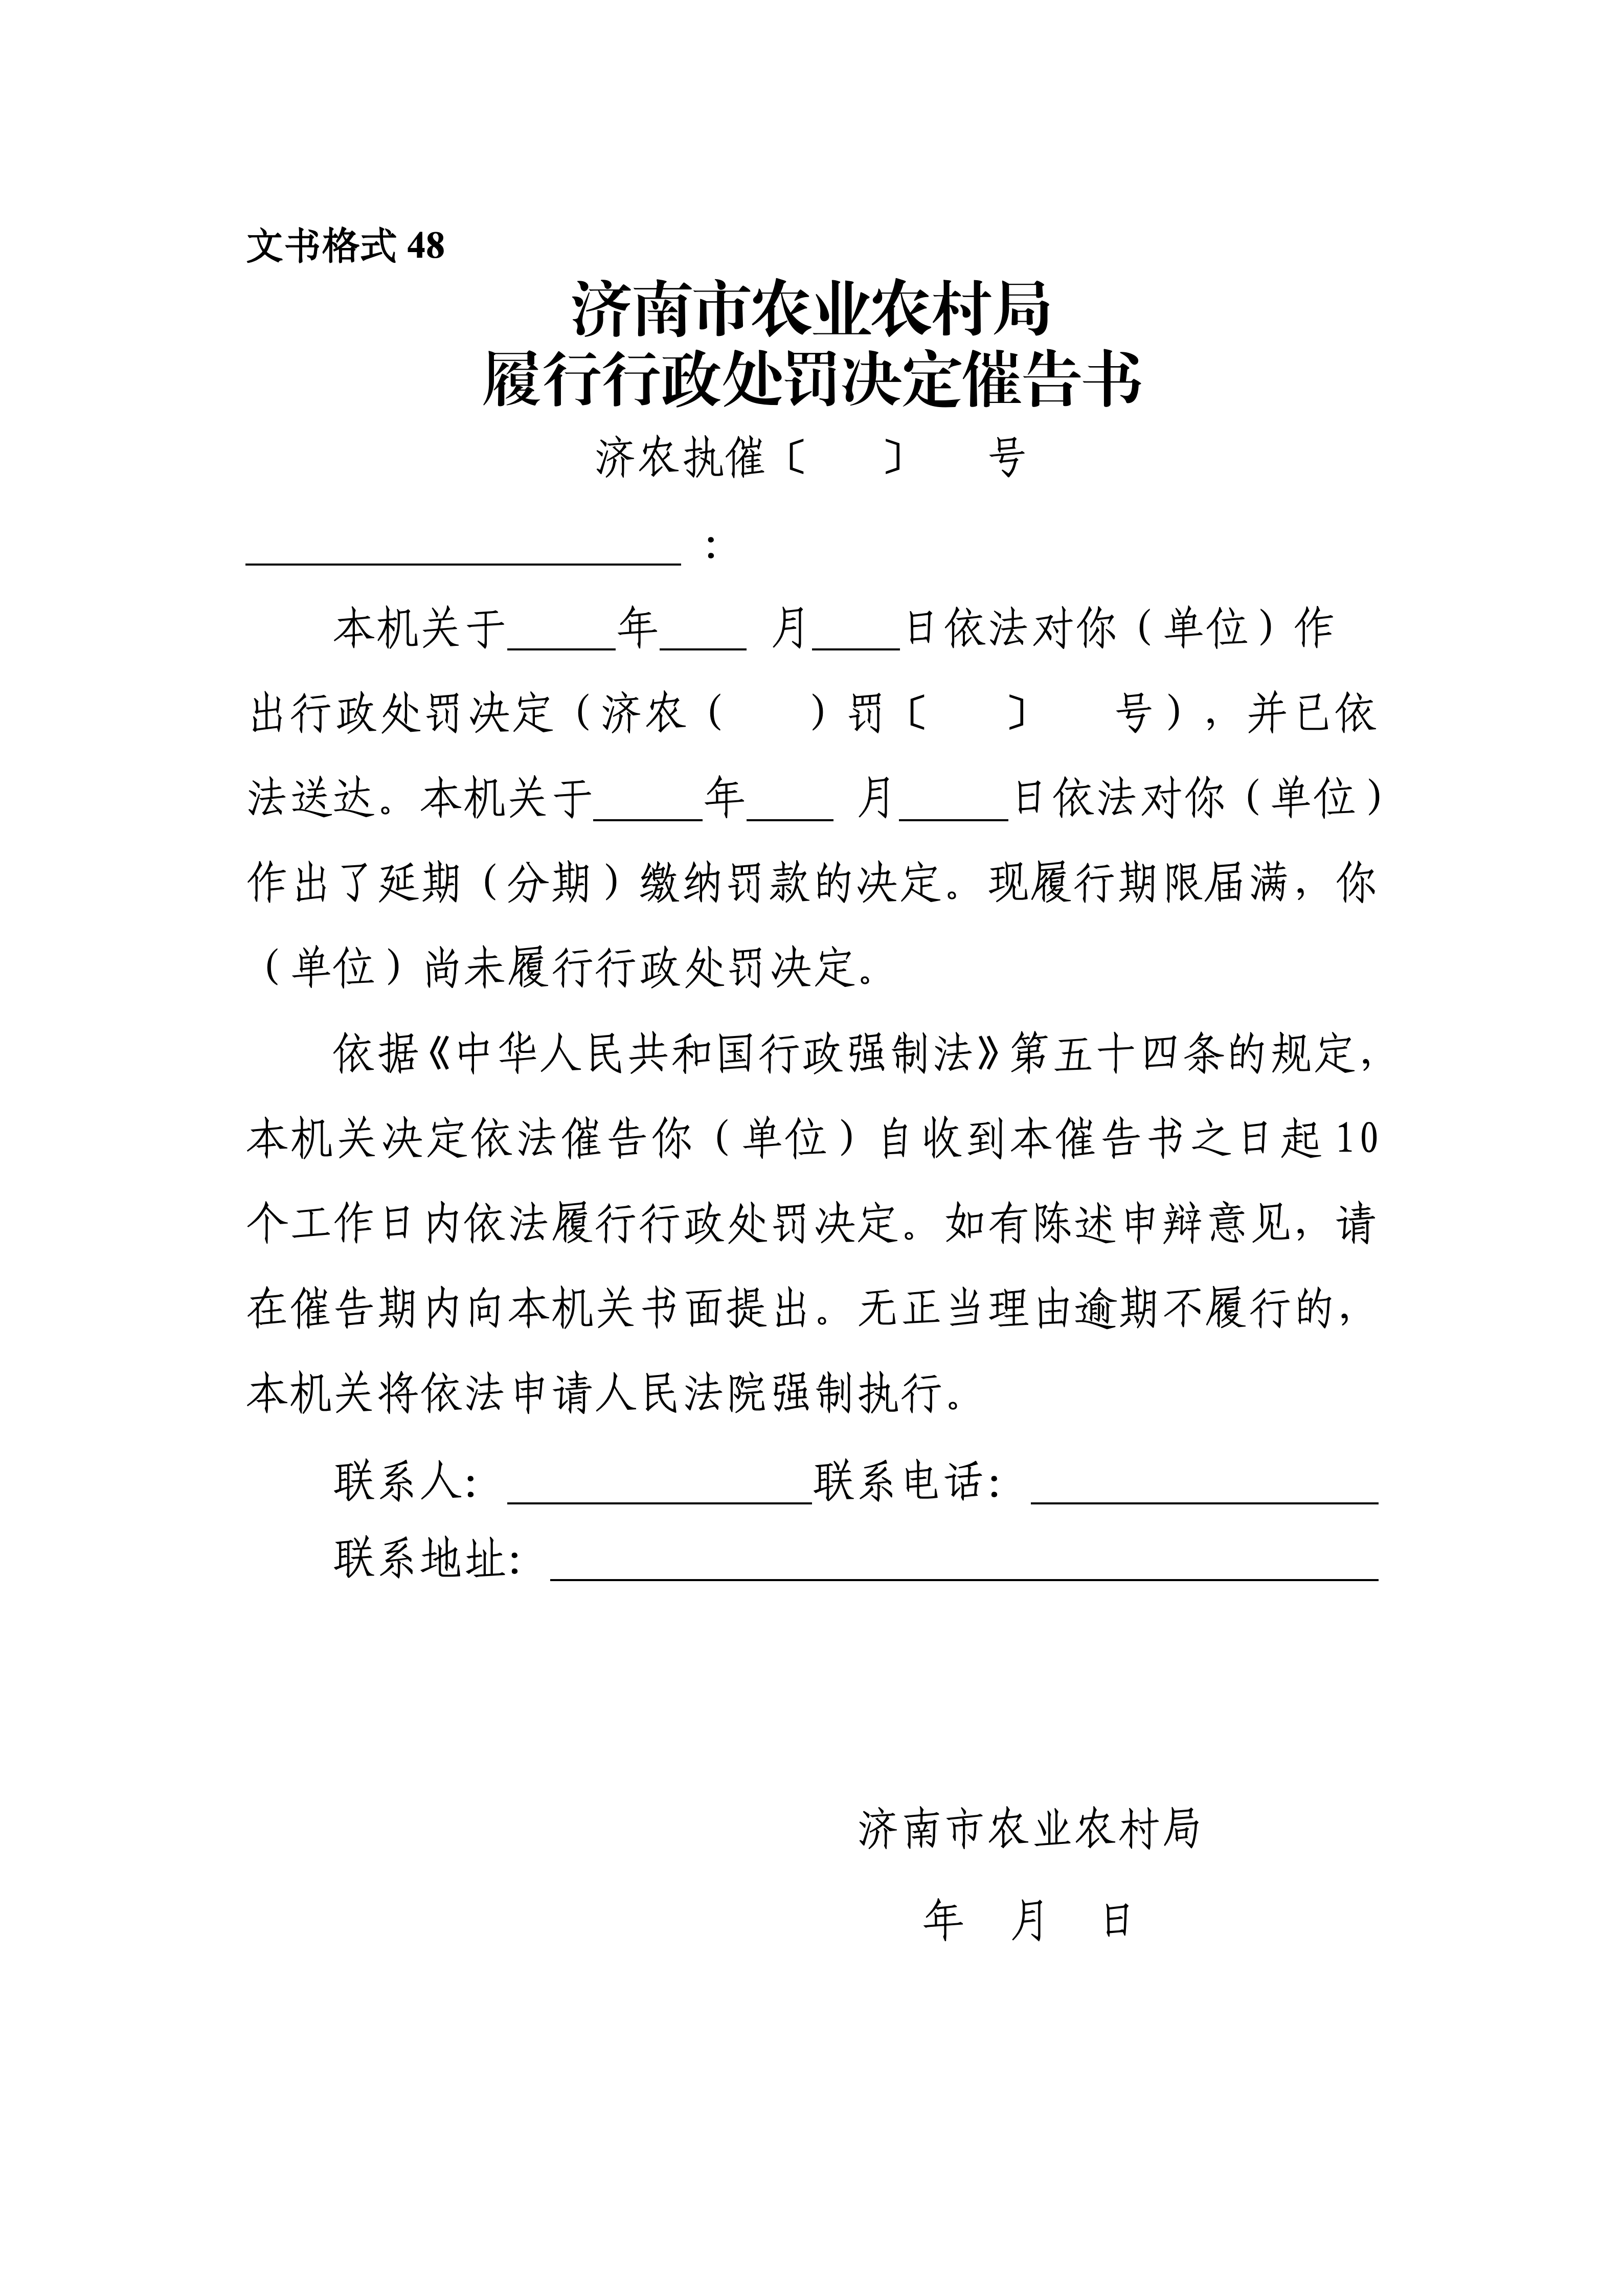 文书格式 48
济南市农业农村局
履行行政处罚决定催告书
济农执催〔　　〕　　号
__________________：
本机关于_____年____ 月____日依法对你（单位）作
出行政处罚决定（济农（　　）罚〔　　〕　　号），并已依
法送达。本机关于_____年____ 月_____日依法对你（单位）
作出了延期（分期）缴纳罚款的决定。现履行期限届满，你
（单位）尚未履行行政处罚决定。
依据《中华人民共和国行政强制法》第五十四条的规定，
本机关决定依法催告你（单位）自收到本催告书之日起 10
个工作日内依法履行行政处罚决定。如有陈述申辩意见，请
在催告期内向本机关书面提出。无正当理由逾期不履行的，
本机关将依法申请人民法院强制执行。
联系人：______________联系电话：________________
联系地址：______________________________________
济南市农业农村局
年　月　日